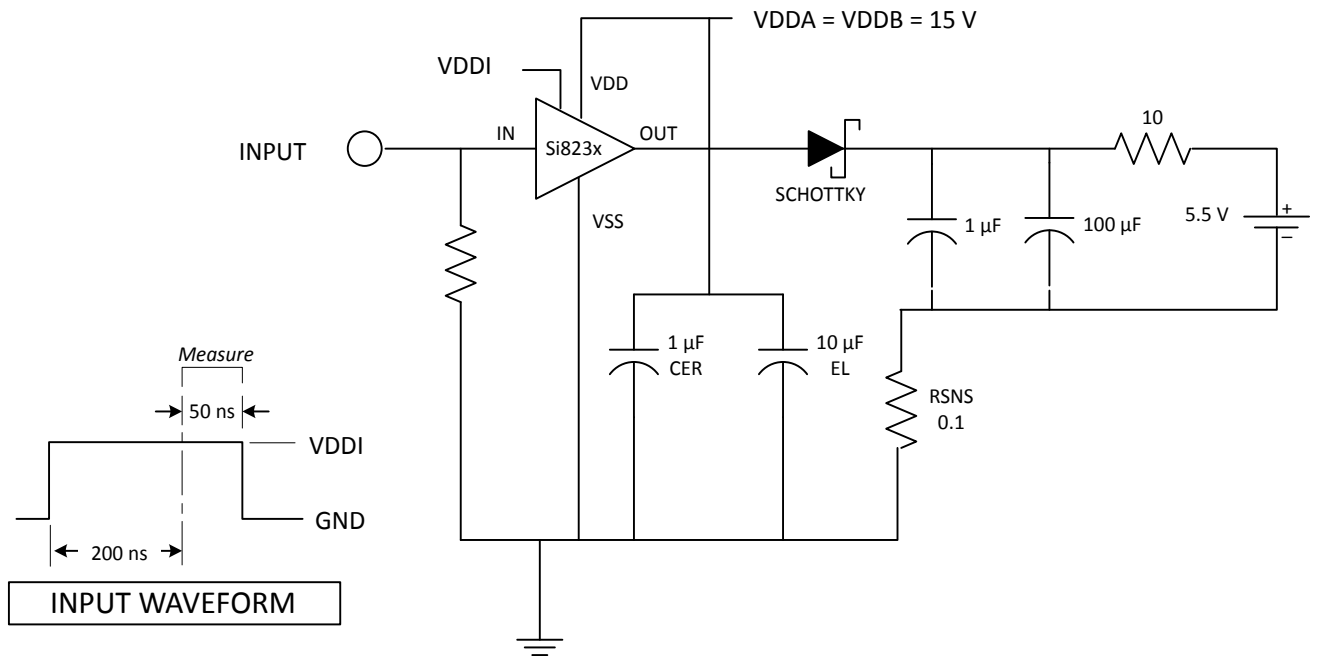 VDDA = VDDB = 15 V
VDDI
VDD
10
IN
OUT
INPUT
Si823x
SCHOTTKY
VSS
1 µF
100 µF
5.5 V
+
–
1 µF
CER
10 µF
EL
Measure
RSNS
0.1
50 ns
VDDI
GND
200 ns
INPUT WAVEFORM